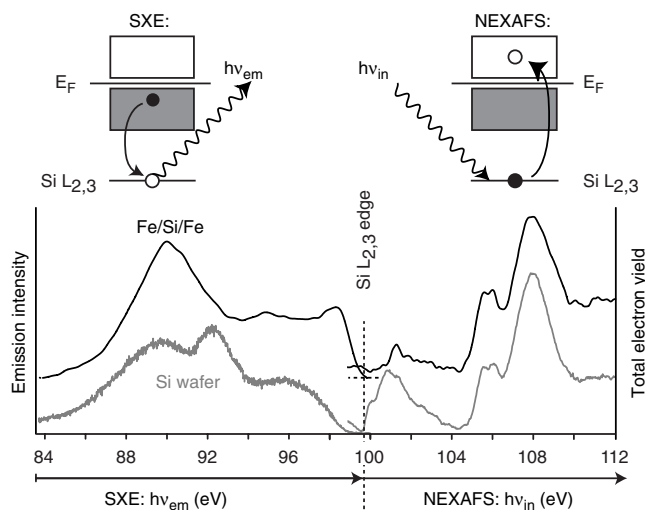 SXE:
NEXAFS:
hν_em
hν_in
E_F
E_F
Si L_2,3
Si L_2,3
Fe/Si/Fe
Si L_2,3 edge
Emission intensity
Total electron yield
Si wafer
84 88 92 96 100 104 108 112
SXE: hν_em (eV)
NEXAFS: hν_in (eV)